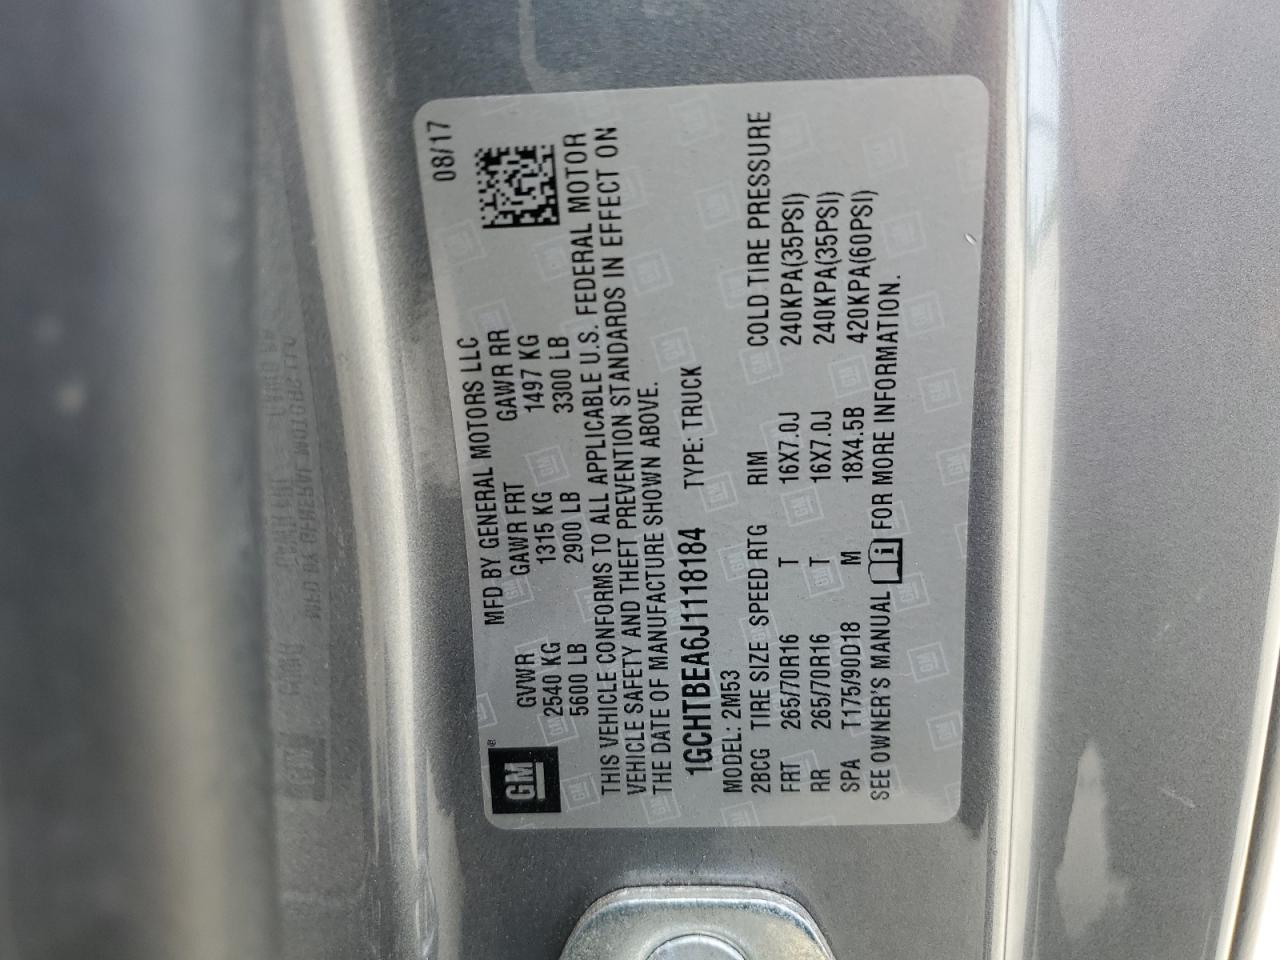 08/17
MFD BY GENERAL MOTORS LLC
GM®
GVWR GAWR FRT GAWR RR
2540 KG 1315 KG 1497 KG
5600 LB 2900 LB 3300 LB
THIS VEHICLE CONFORMS TO ALL APPLICABLE U.S. FEDERAL MOTOR
VEHICLE SAFETY AND THEFT PREVENTION STANDARDS IN EFFECT ON
THE DATE OF MANUFACTURE SHOWN ABOVE.
1GCHTBEA6J1118184 TYPE: TRUCK
MODEL: 2M53
2BCG TIRE SIZE SPEED RTG RIM COLD TIRE PRESSURE
FRT 265/70R16 T 16X7.0J 240KPA(35PSI)
RR 265/70R16 T 16X7.0J 240KPA(35PSI)
SPA T175/90D18 M 18X4.5B 420KPA(60PSI)
SEE OWNER'S MANUAL FOR MORE INFORMATION.